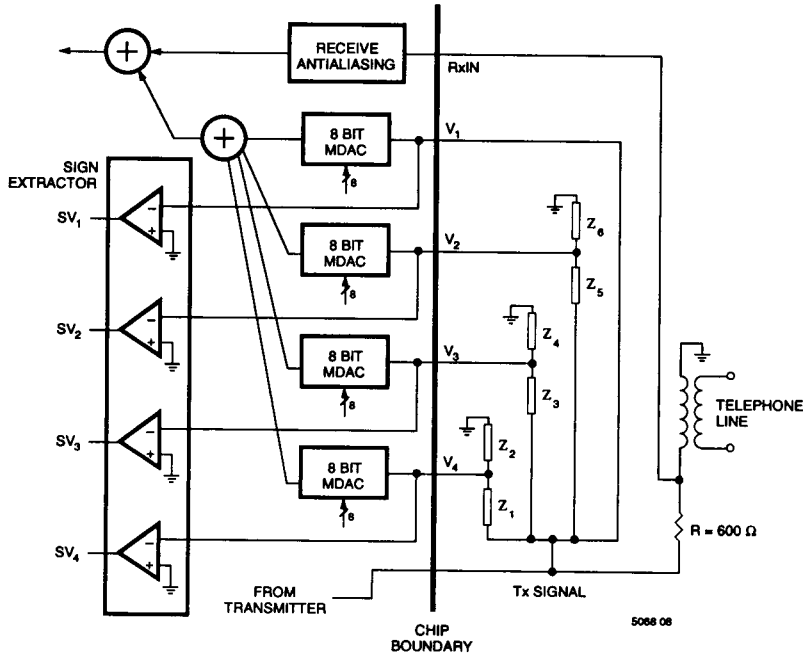 RECEIVE
ANTIALIASING
RxIN
+
+
8 BIT
MDAC
8
V1
SIGN
EXTRACTOR
SV1
-
+
8 BIT
MDAC
8
V2
Z6
Z5
SV2
-
+
8 BIT
MDAC
8
V3
Z4
Z3
SV3
-
+
8 BIT
MDAC
8
V4
Z2
Z1
SV4
-
+
TELEPHONE
LINE
R = 600 Ω
FROM
TRANSMITTER
Tx SIGNAL
CHIP
BOUNDARY
5068 08